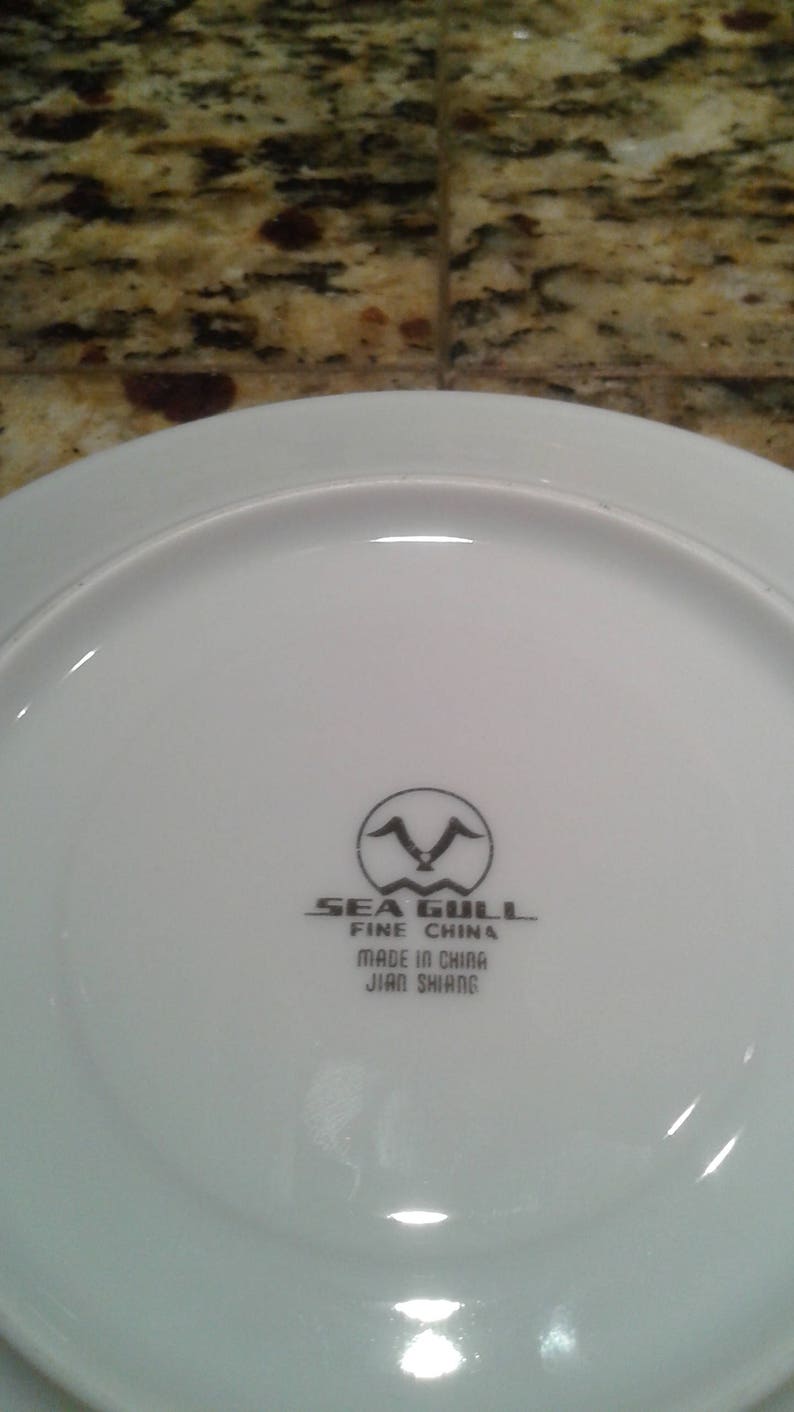 SEA GULL
FINE CHINA
MADE IN CHINA
JIAN SHIANG